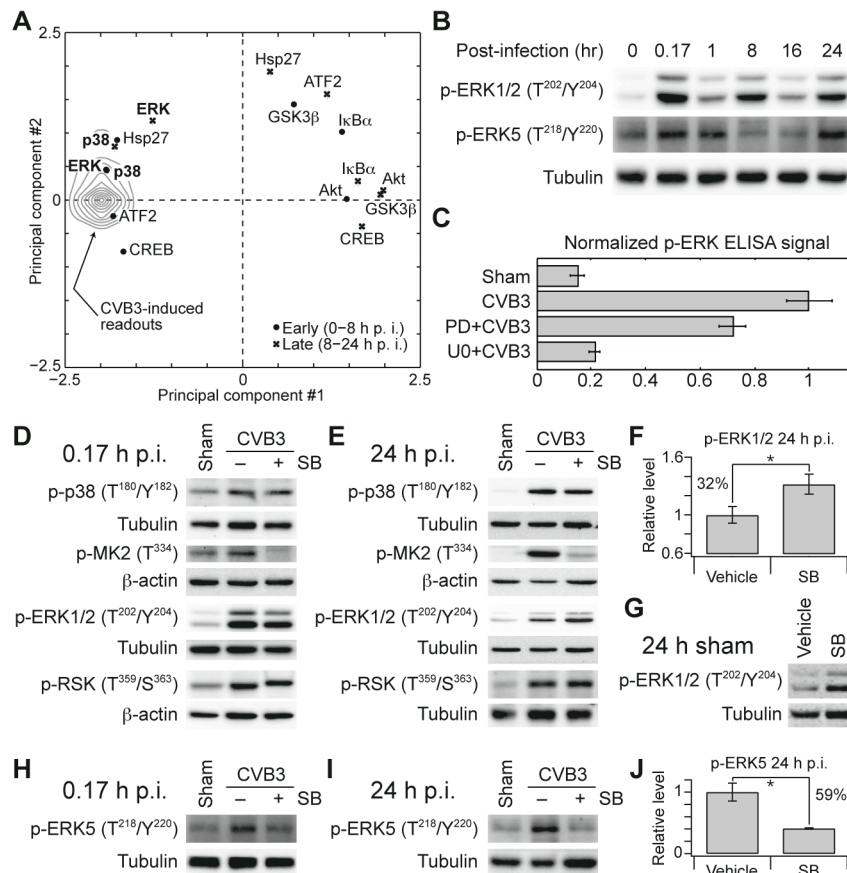 A
2.5
Hsp27
ATF2
ERK
GSK3β
p38
Hsp27
IκBα
ERK
p38
IκBα
Akt
Akt
0
ATF2
GSK3β
CREB
CREB
CVB3-induced
readouts
Early (0–8 h p. i.)
Late (8–24 h p. i.)
−2.5
−2.5
0
2.5
Principal component #1
Principal component #2
B
Post-infection (hr) 0 0.17 1 8 16 24
p-ERK1/2 (T202/Y204)
p-ERK5 (T218/Y220)
Tubulin
C
Normalized p-ERK ELISA signal
Sham
CVB3
PD+CVB3
U0+CVB3
0 0.2 0.4 0.6 0.8 1
D
0.17 h p.i.
Sham
CVB3
− + SB
p-p38 (T180/Y182)
Tubulin
p-MK2 (T334)
β-actin
p-ERK1/2 (T202/Y204)
Tubulin
p-RSK (T359/S363)
β-actin
E
24 h p.i.
Sham
CVB3
− + SB
p-p38 (T180/Y182)
Tubulin
p-MK2 (T334)
β-actin
p-ERK1/2 (T202/Y204)
Tubulin
p-RSK (T359/S363)
Tubulin
F
p-ERK1/2 24 h p.i.
1.6
*
32%
1
0.6
Relative level
Vehicle SB
G
24 h sham
Vehicle
SB
p-ERK1/2 (T202/Y204)
Tubulin
H
0.17 h p.i.
Sham
CVB3
− + SB
p-ERK5 (T218/Y220)
Tubulin
I
24 h p.i.
Sham
CVB3
− + SB
p-ERK5 (T218/Y220)
Tubulin
J
p-ERK5 24 h p.i.
1
*
59%
0
Relative level
Vehicle SB